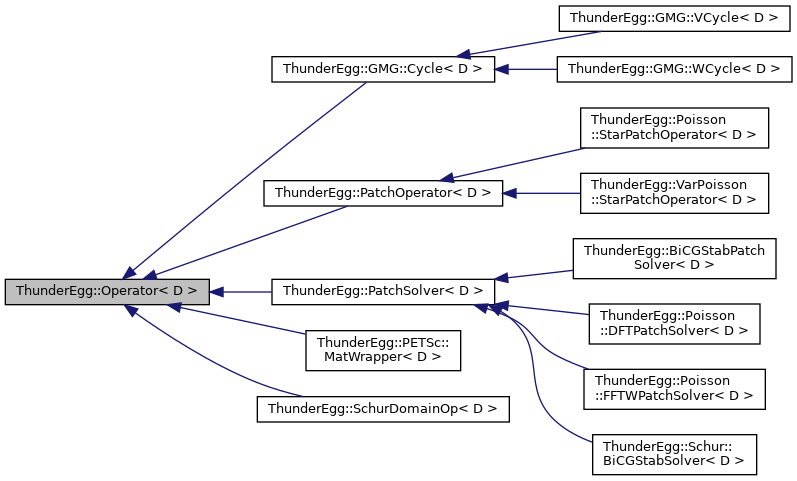 ThunderEgg::GMG::VCycle< D >
ThunderEgg::GMG::Cycle< D >
ThunderEgg::GMG::WCycle< D >
ThunderEgg::Poisson
::StarPatchOperator< D >
ThunderEgg::PatchOperator< D >
ThunderEgg::VarPoisson
::StarPatchOperator< D >
ThunderEgg::BiCGStabPatch
Solver< D >
ThunderEgg::Operator< D >
ThunderEgg::PatchSolver< D >
ThunderEgg::Poisson
::DFTPatchSolver< D >
ThunderEgg::PETSc::
MatWrapper< D >
ThunderEgg::Poisson
::FFTWPatchSolver< D >
ThunderEgg::SchurDomainOp< D >
ThunderEgg::Schur::
BiCGStabSolver< D >